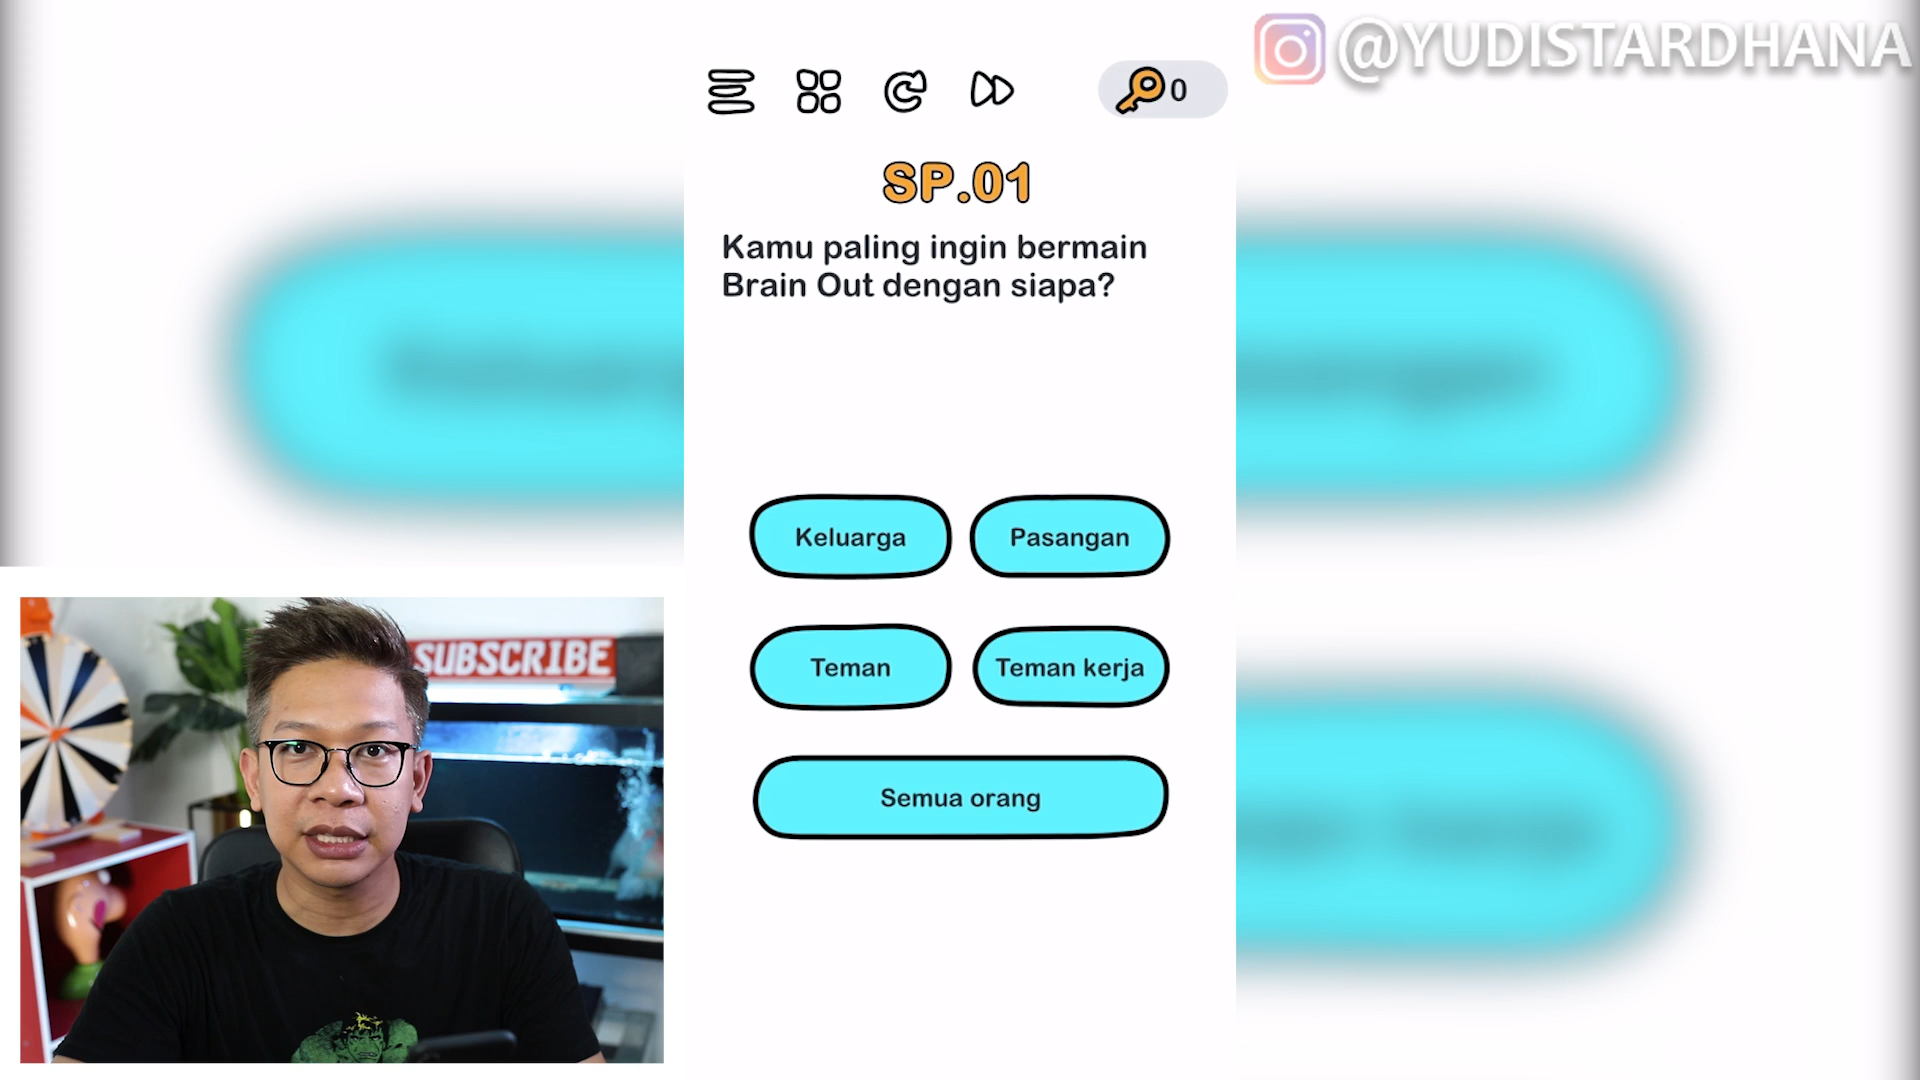 @YUDISTARDHANA
0
SP.01
Kamu paling ingin bermain
Brain Out dengan siapa?
Keluarga
Pasangan
Teman
Teman kerja
Semua orang
SUBSCRIBE